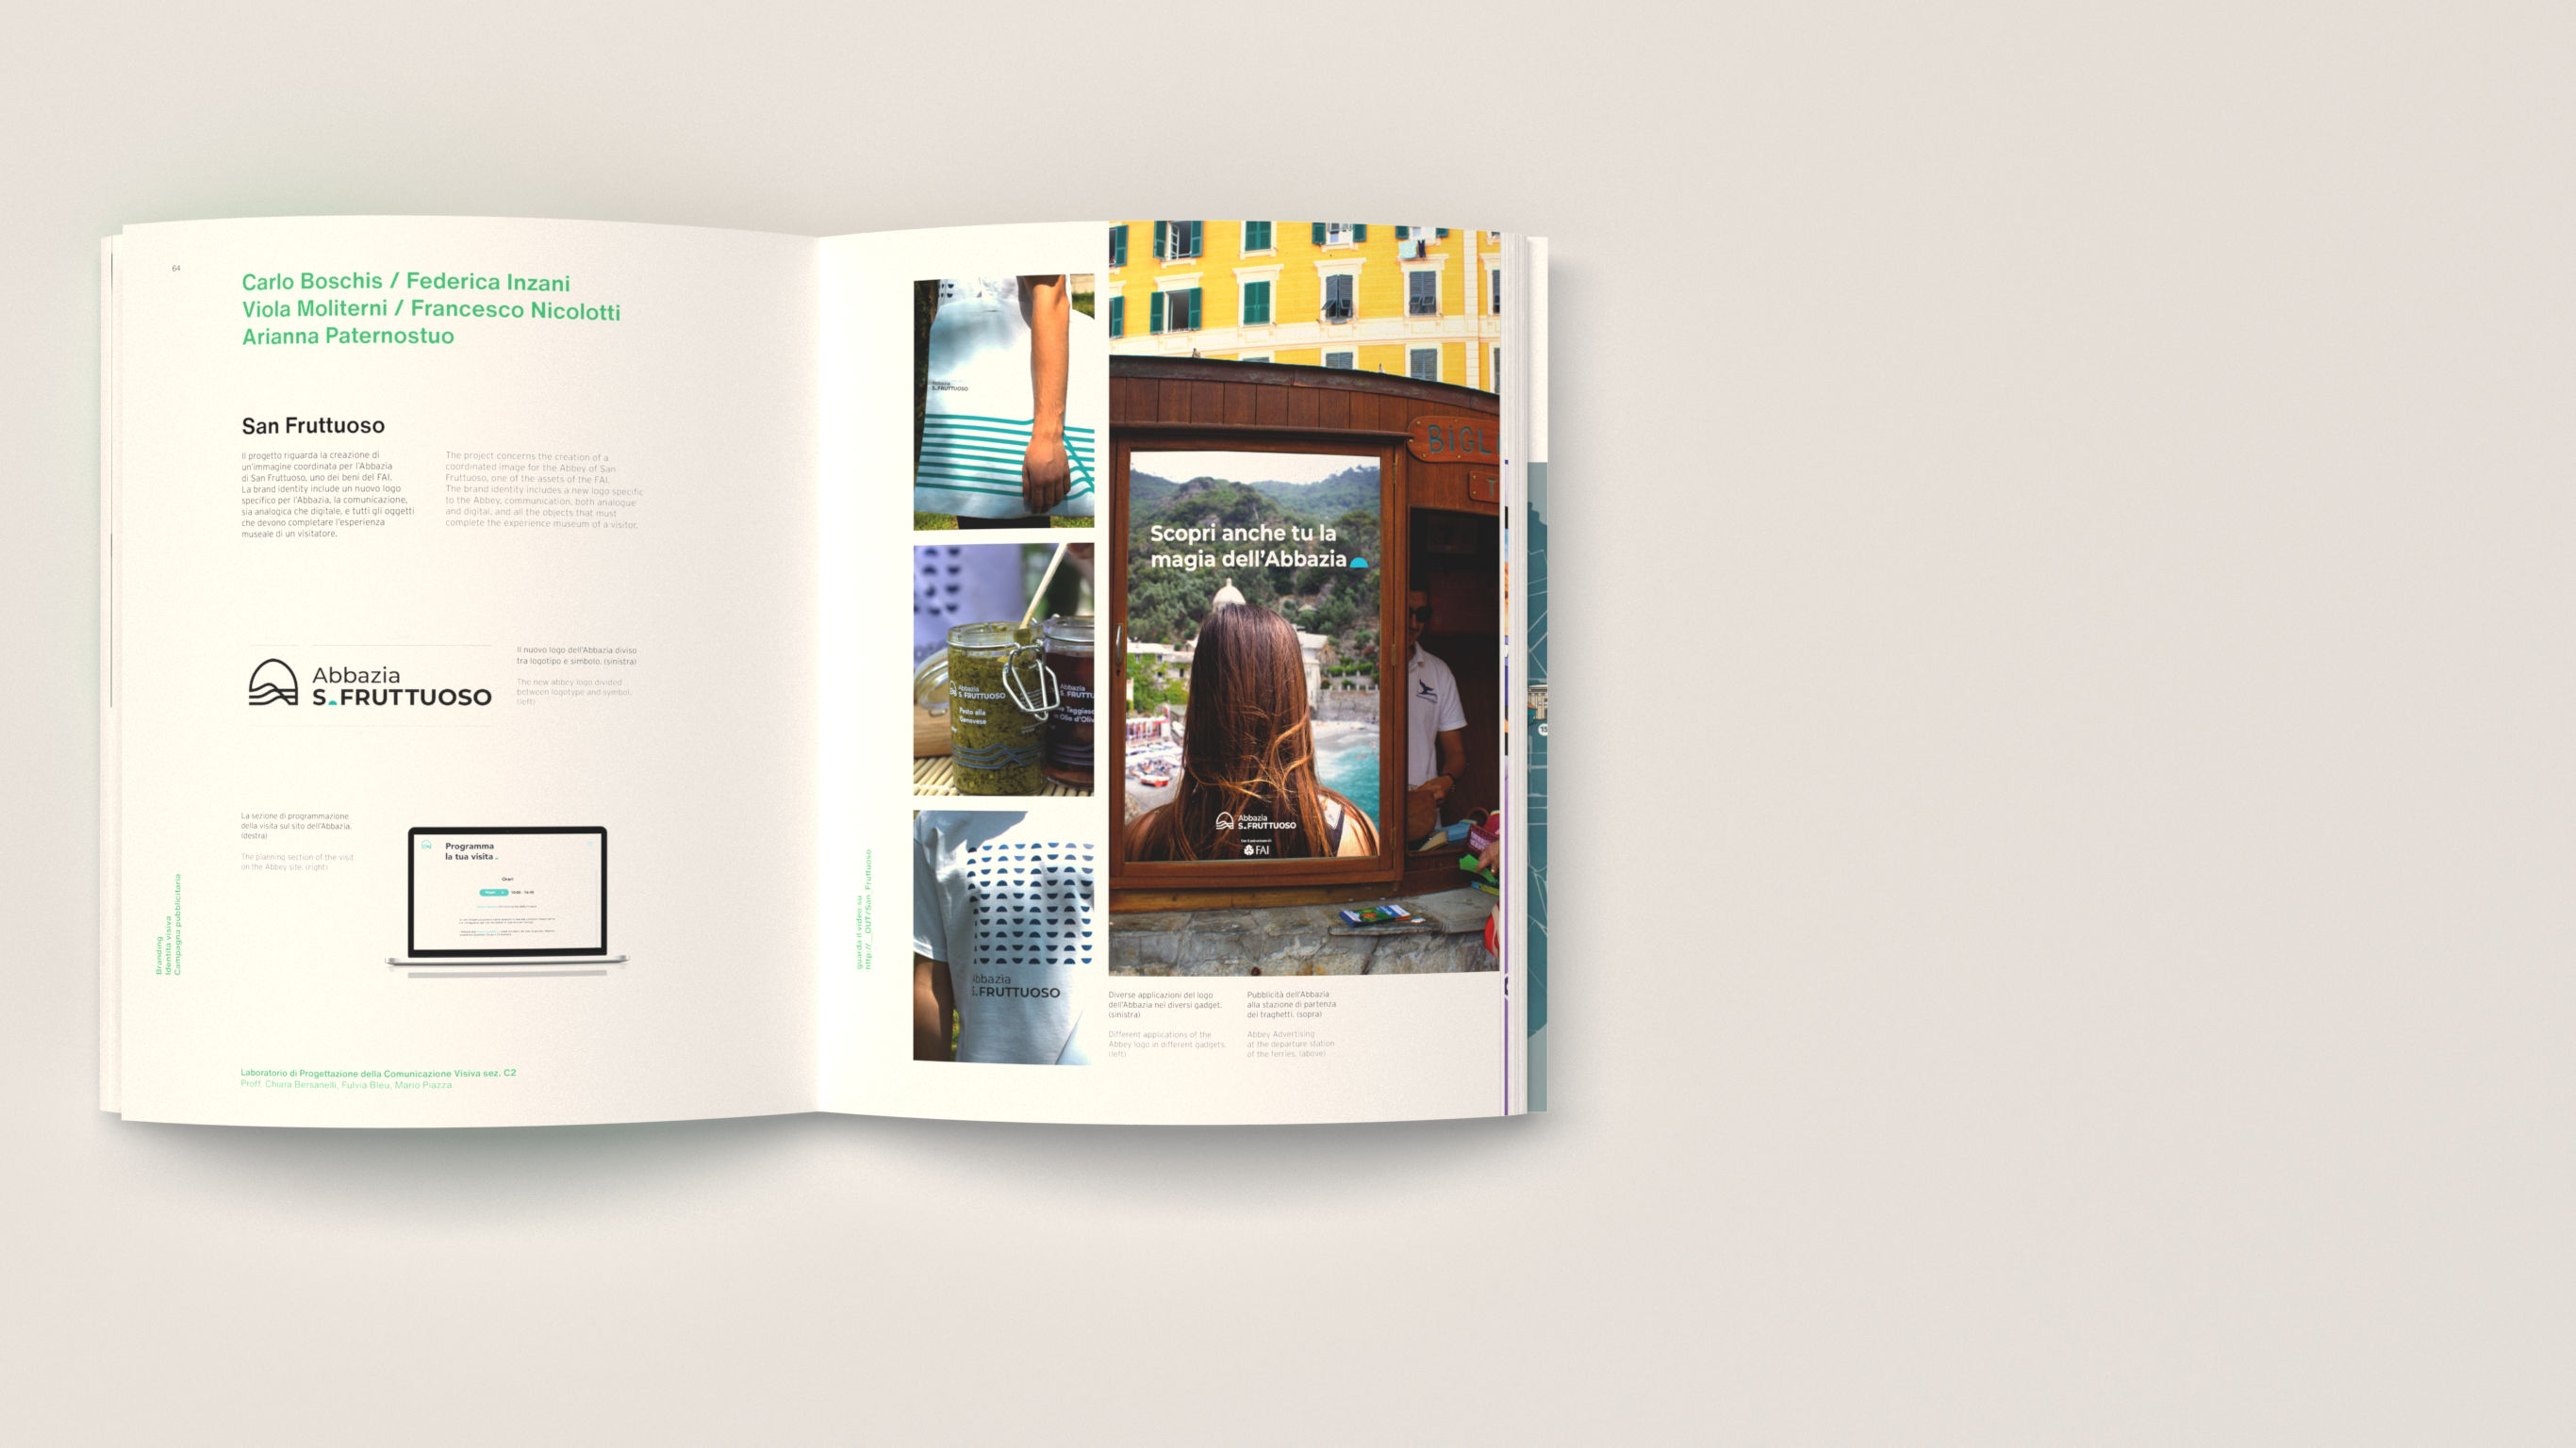 64
Carlo Boschis / Federica Inzani
Viola Moliterni / Francesco Nicolotti
Arianna Paternostuo
San Fruttuoso
Il progetto riguarda la creazione di
un'immagine coordinata per l'Abbazia
di San Fruttuoso, uno dei beni del FAI.
La brand identity include un nuovo logo
specifico per l'Abbazia, la comunicazione,
sia analogica che digitale, e tutti gli oggetti
che devono completare l'esperienza
museale di un visitatore.
The project concerns the creation of a
coordinated image for the Abbey of San
Fruttuoso, one of the assets of the FAI.
The brand identity includes a new logo specific
to the Abbey, communication, both analogue
and digital, and all the objects that must
complete the experience museum of a visitor.
Abbazia
S.FRUTTUOSO
Il nuovo logo dell'Abbazia diviso
tra logotipo e simbolo. (sinistra)
The new abbey logo divided
between logotype and symbol.
(left)
La sezione di programmazione
della visita sul sito dell'Abbazia.
(destra)
The planning section of the visit
on the Abbey site. (right)
Programma
la tua visita
Orari
Branding
Identità visiva
Campagna pubblicitaria
Laboratorio di Progettazione della Comunicazione Visiva sez. C2
Proff. Chiara Bersanelli, Fulvia Bleu, Mario Piazza
guarda il video su
http://_OUT/San_Fruttuoso
Abbazia
S.FRUTTUOSO
Abbazia
S.FRUTTUOSO
Pesto alla
Genovese
Abbazia
S.FRUTTU
Taggiasc
Olio d'Oliv
Abbazia
S.FRUTTUOSO
BIGLI
T
Scopri anche tu la
magia dell'Abbazia
Abbazia
S.FRUTTUOSO
FAI
Diverse applicazioni del logo
dell'Abbazia nei diversi gadget.
(sinistra)
Different applications of the
Abbey logo in different gadgets.
(left)
Pubblicità dell'Abbazia
alla stazione di partenza
dei traghetti. (sopra)
Abbey Advertising
at the departure station
of the ferries. (above)